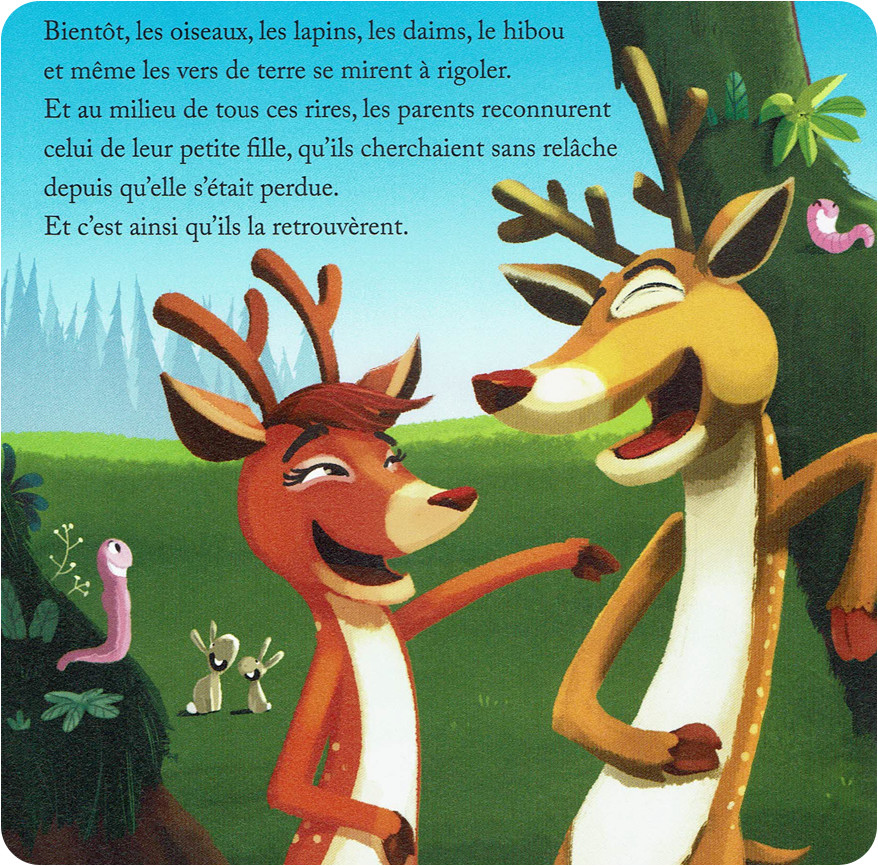 Bientôt, les oiseaux, les lapins, les daims, le hibou
et même les vers de terre se mirent à rigoler.
Et au milieu de tous ces rires, les parents reconnurent
celui de leur petite fille, qu’ils cherchaient sans relâche
depuis qu’elle s’était perdue.
Et c’est ainsi qu’ils la retrouvèrent.